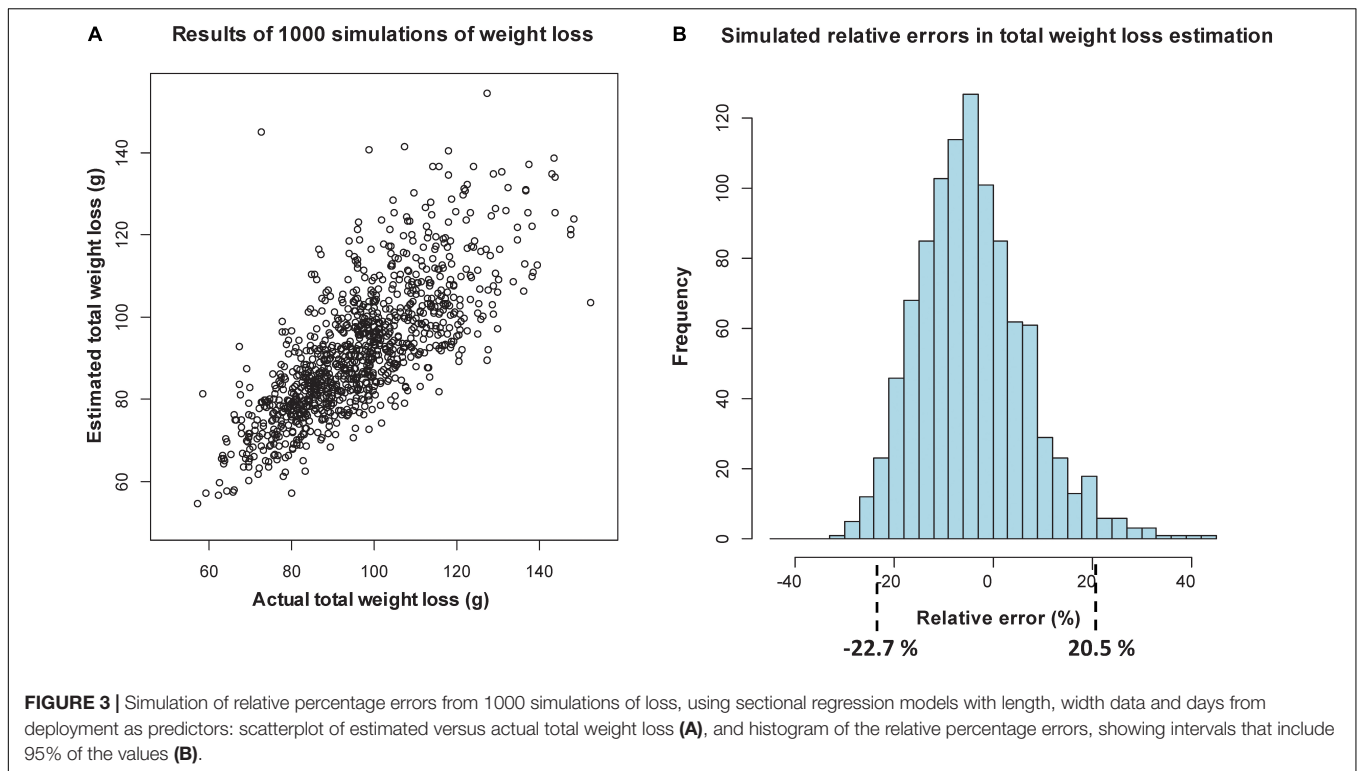 A Results of 1000 simulations of weight loss
B Simulated relative errors in total weight loss estimation
Estimated total weight loss (g)
140
120
100
80
60
60 80 100 120 140
Actual total weight loss (g)
Frequency
120
100
80
60
40
20
0
-40 -20 0 20 40
Relative error (%)
-22.7 % 20.5 %
FIGURE 3 | Simulation of relative percentage errors from 1000 simulations of loss, using sectional regression models with length, width data and days from
deployment as predictors: scatterplot of estimated versus actual total weight loss (A), and histogram of the relative percentage errors, showing intervals that include
95% of the values (B).